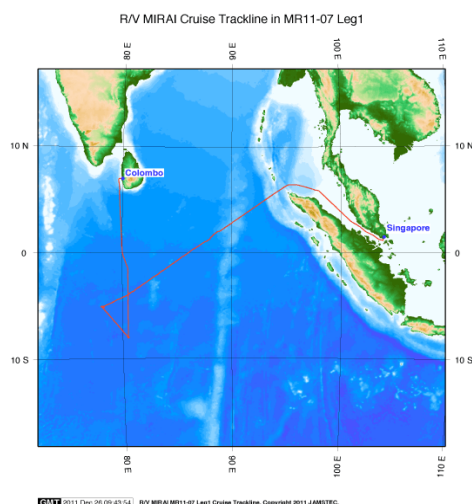 R/V MIRAI Cruise Trackline in MR11-07 Leg1
80 E
90 E
100 E
110 E
10 N
10 N
Colombo
Singapore
0
0
10 S
10 S
80 E
90 E
100 E
110 E
GMT 2011 Dec 26 09:43:54 R/V MIRAI MR11-07 Leg1 Cruise Trackline, Copyright 2011 JAMSTEC.